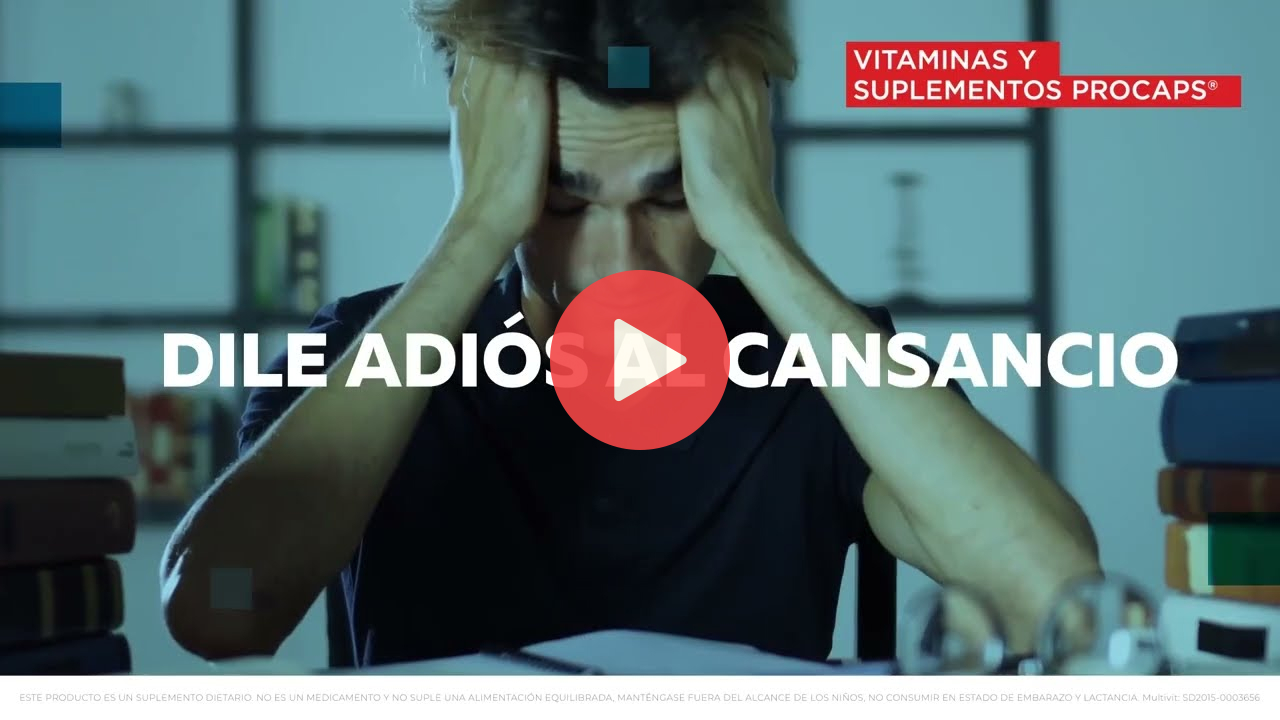 VITAMINAS Y
SUPLEMENTOS PROCAPS®
DILE ADIÓS AL CANSANCIO
ESTE PRODUCTO ES UN SUPLEMENTO DIETARIO. NO ES UN MEDICAMENTO Y NO SUPLE UNA ALIMENTACIÓN EQUILIBRADA, MANTÉNGASE FUERA DEL ALCANCE DE LOS NIÑOS, NO CONSUMIR EN ESTADO DE EMBARAZO Y LACTANCIA. Multivit: SD2015-0003656